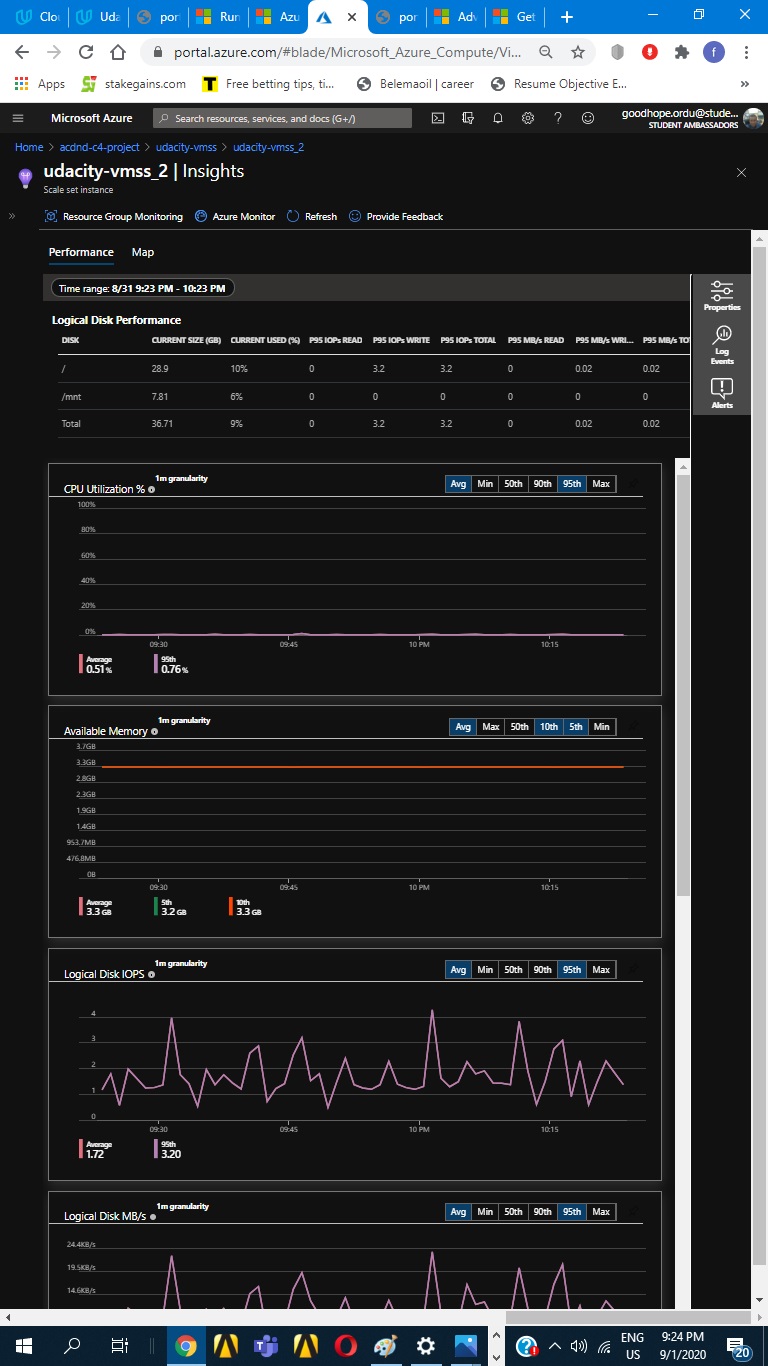 Clo
Uda
por
Run
Azu
por
Adv
Get
portal.azure.com/#blade/Microsoft_Azure_Compute/Vi...
f
Apps
stakegains.com
Free betting tips, ti...
Belemaoil | career
Resume Objective E...
Microsoft Azure
Search resources, services, and docs (G+/)
goodhope.ordu@stude...
STUDENT AMBASSADORS
Home > acdnd-c4-project > udacity-vmss > udacity-vmss_2
udacity-vmss_2 | Insights
Scale set instance
Resource Group Monitoring
Azure Monitor
Refresh
Provide Feedback
Performance
Map
Time range: 8/31 9:23 PM - 10:23 PM
Properties
Log Events
Alerts
Logical Disk Performance
DISK CURRENT SIZE (GB) CURRENT USED (%) P95 IOPs READ P95 IOPs WRITE P95 IOPs TOTAL P95 MB/s READ P95 MB/s WRI... P95 MB/s TO
/ 28.9 10% 0 3.2 3.2 0 0.02 0.02
/mnt 7.81 6% 0 0 0 0 0 0
Total 36.71 9% 0 3.2 3.2 0 0.02 0.02
CPU Utilization %
1m granularity
Avg Min 50th 90th 95th Max
100%
80%
60%
40%
20%
0%
09:30 09:45 10 PM 10:15
Average
0.51%
95th
0.76%
Available Memory
1m granularity
Avg Max 50th 10th 5th Min
3.7GB
3.3GB
2.8GB
2.3GB
1.9GB
1.4GB
953.7MB
476.8MB
0B
09:30 09:45 10 PM 10:15
Average
3.3 GB
5th
3.2 GB
10th
3.3 GB
Logical Disk IOPS
1m granularity
Avg Min 50th 90th 95th Max
4
3
2
1
0
09:30 09:45 10 PM 10:15
Average
1.72
95th
3.20
Logical Disk MB/s
1m granularity
Avg Min 50th 90th 95th Max
24.4KB/s
19.5KB/s
14.6KB/s
ENG
US
9:24 PM
9/1/2020
20